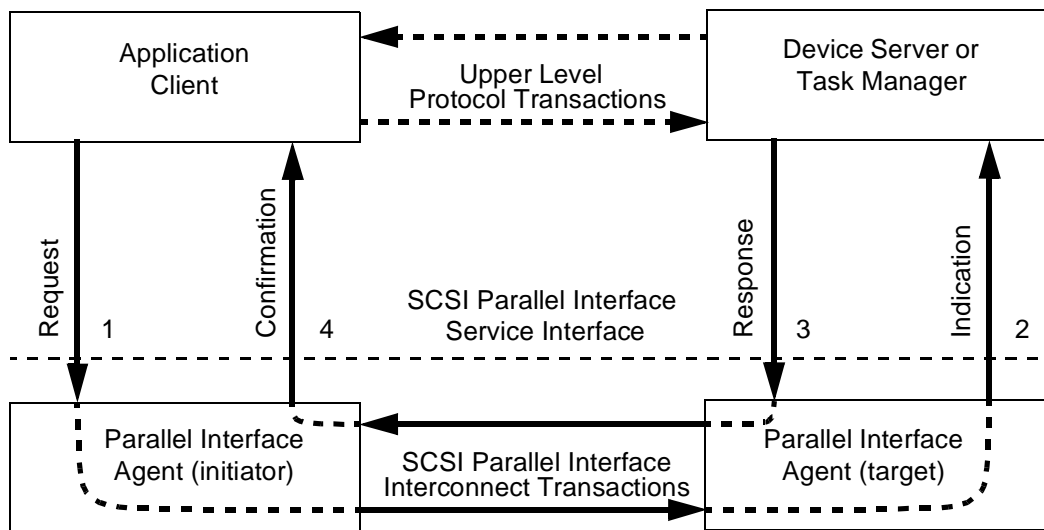 Application
Client
Upper Level
Protocol Transactions
Device Server or
Task Manager
Request
1
Confirmation
4
SCSI Parallel Interface
Service Interface
Response
3
Indication
2
Parallel Interface
Agent (initiator)
SCSI Parallel Interface
Interconnect Transactions
Parallel Interface
Agent (target)